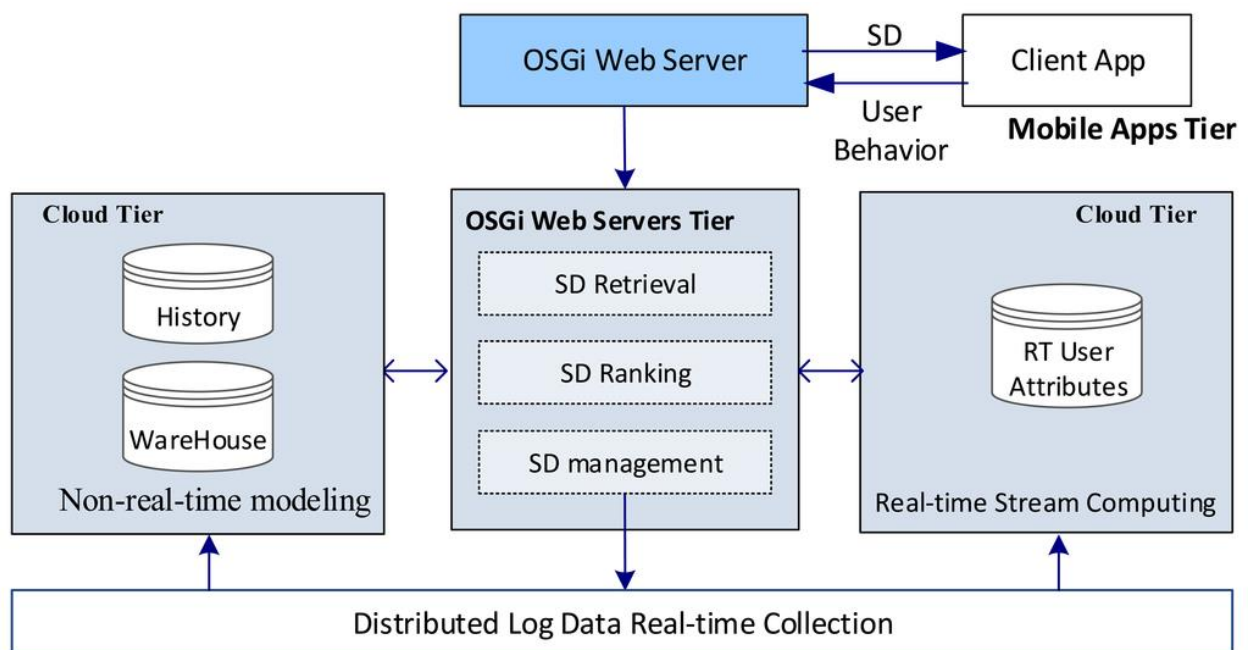 OSGi Web Server
SD
Client App
User
Behavior
Mobile Apps Tier
Cloud Tier
History
WareHouse
Non-real-time modeling
OSGi Web Servers Tier
SD Retrieval
SD Ranking
SD management
Cloud Tier
RT User
Attributes
Real-time Stream Computing
Distributed Log Data Real-time Collection